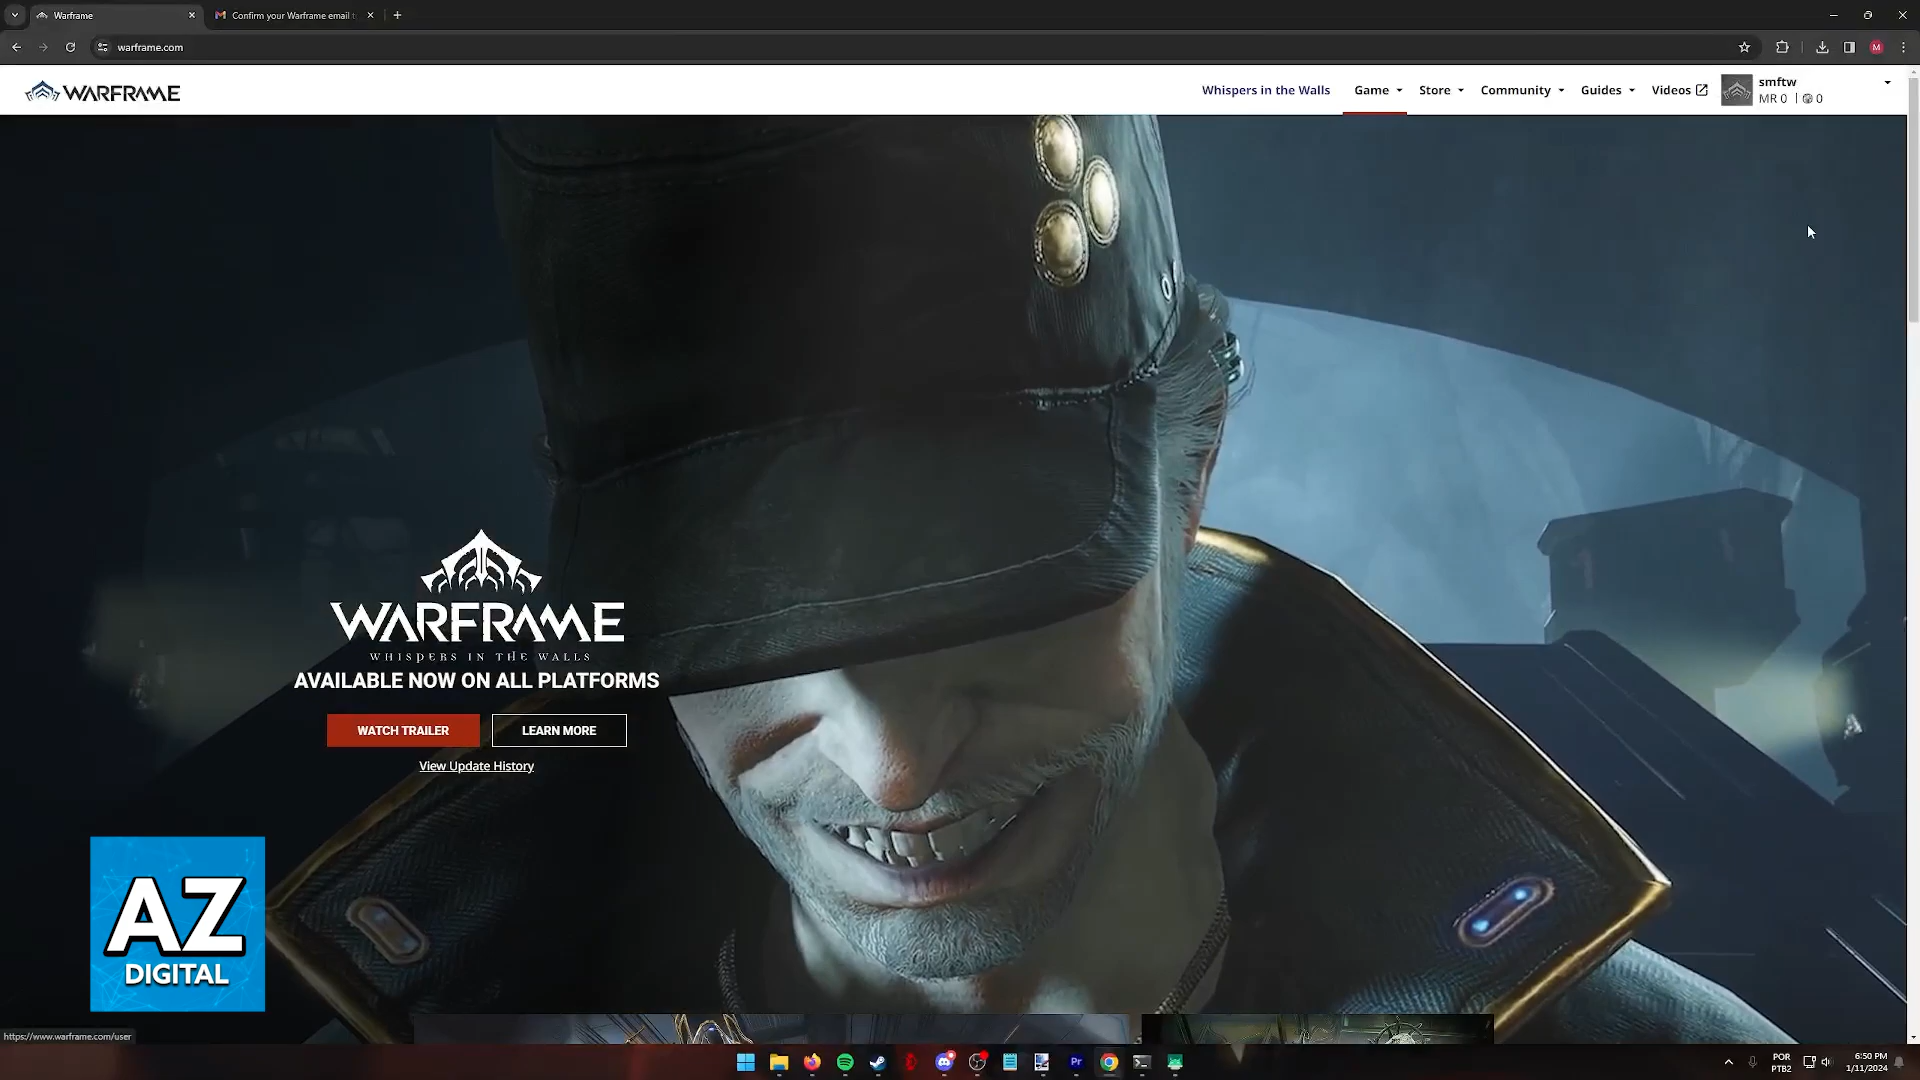 Warframe
Confirm your Warframe email t
warframe.com
M
WARFRAME
Whispers in the Walls
Game
Store
Community
Guides
Videos
smftw
MR 0 | 0
WARFRAME
WHISPERS IN THE WALLS
AVAILABLE NOW ON ALL PLATFORMS
WATCH TRAILER
LEARN MORE
View Update History
AZ
DIGITAL
https://www.warframe.com/user
Pr
POR
PTB2
6:50 PM
1/11/2024